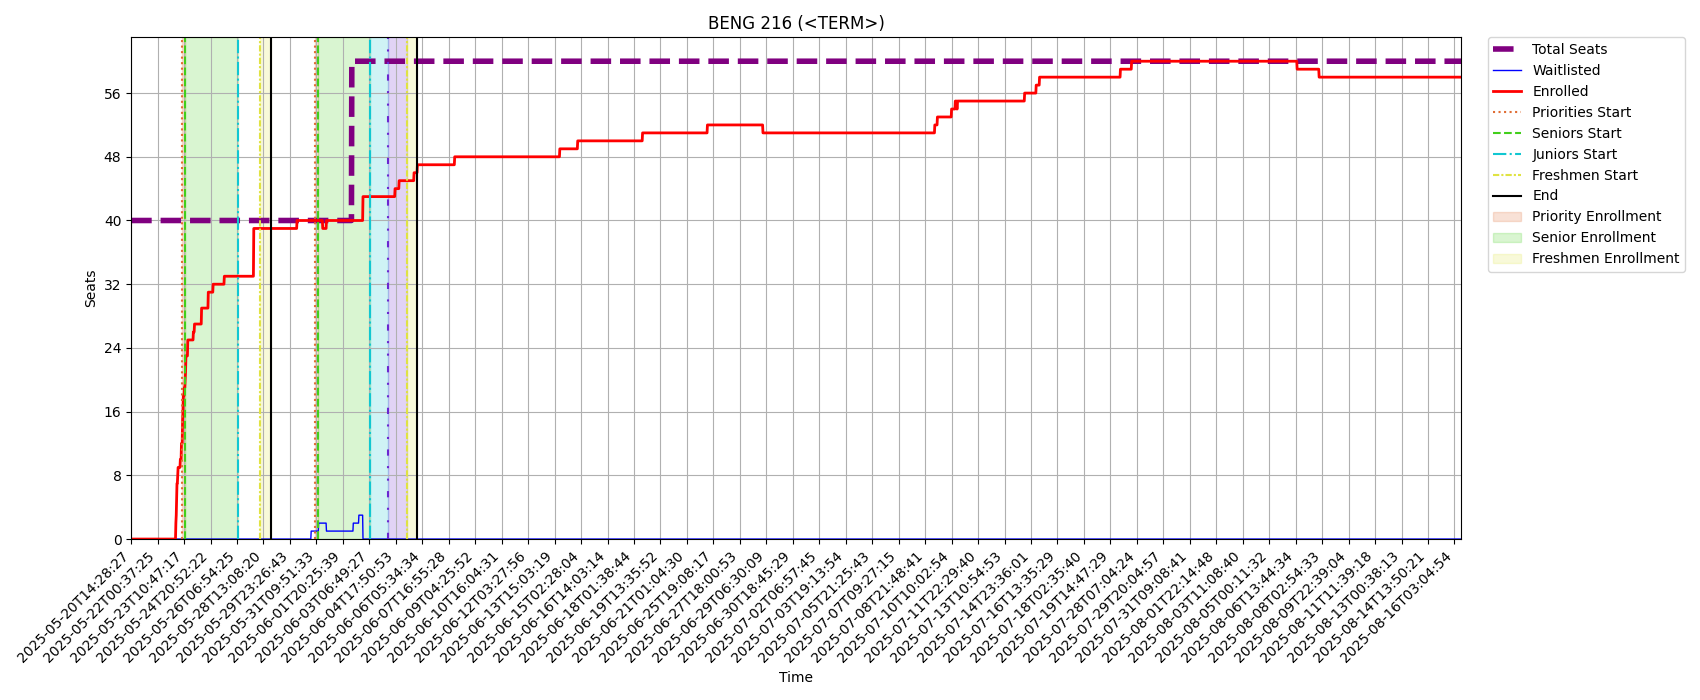 BENG 216 (<TERM>)
Total Seats
Waitlisted
Enrolled
Priorities Start
Seniors Start
Juniors Start
Freshmen Start
End
Priority Enrollment
Senior Enrollment
Freshmen Enrollment
Seats
56
48
40
32
24
16
8
0
2025-05-20T14:28:27
2025-05-22T00:37:25
2025-05-23T10:47:17
2025-05-24T20:52:22
2025-05-26T06:54:25
2025-05-28T13:08:20
2025-05-29T23:26:43
2025-05-31T09:51:33
2025-06-01T20:25:39
2025-06-03T06:49:27
2025-06-04T17:50:53
2025-06-06T05:34:34
2025-06-07T16:55:28
2025-06-09T04:25:52
2025-06-10T16:04:31
2025-06-12T03:27:56
2025-06-13T15:03:19
2025-06-15T02:28:04
2025-06-16T14:03:14
2025-06-18T01:38:44
2025-06-19T13:35:52
2025-06-21T01:04:30
2025-06-25T19:08:17
2025-06-27T18:00:53
2025-06-29T06:30:09
2025-06-30T18:45:29
2025-07-02T06:57:45
2025-07-03T19:13:54
2025-07-05T21:25:43
2025-07-07T09:27:15
2025-07-08T21:48:41
2025-07-10T10:02:54
2025-07-11T22:29:40
2025-07-13T10:54:53
2025-07-14T23:36:01
2025-07-16T13:35:29
2025-07-18T02:35:40
2025-07-19T14:47:29
2025-07-28T07:04:24
2025-07-29T20:04:57
2025-07-31T09:08:41
2025-08-01T22:14:48
2025-08-03T11:08:40
2025-08-05T00:11:32
2025-08-06T13:44:34
2025-08-08T02:54:33
2025-08-09T22:39:04
2025-08-11T11:39:18
2025-08-13T00:38:13
2025-08-14T13:50:21
2025-08-16T03:04:54
Time